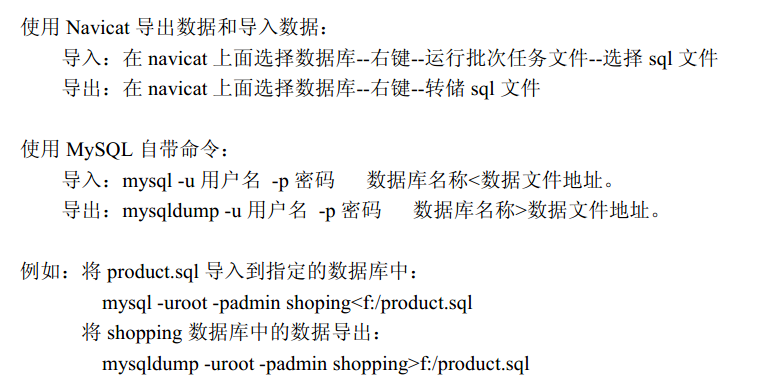 使用 Navicat 导出数据和导入数据：
导入：在 navicat 上面选择数据库--右键--运行批次任务文件--选择 sql 文件
导出：在 navicat 上面选择数据库--右键--转储 sql 文件
使用 MySQL 自带命令：
导入：mysql -u 用户名 -p 密码 数据库名称<数据文件地址。
导出：mysqldump -u 用户名 -p 密码 数据库名称>数据文件地址。
例如：将 product.sql 导入到指定的数据库中：
mysql -uroot -padmin shoping<f:/product.sql
将 shopping 数据库中的数据导出：
mysqldump -uroot -padmin shopping>f:/product.sql